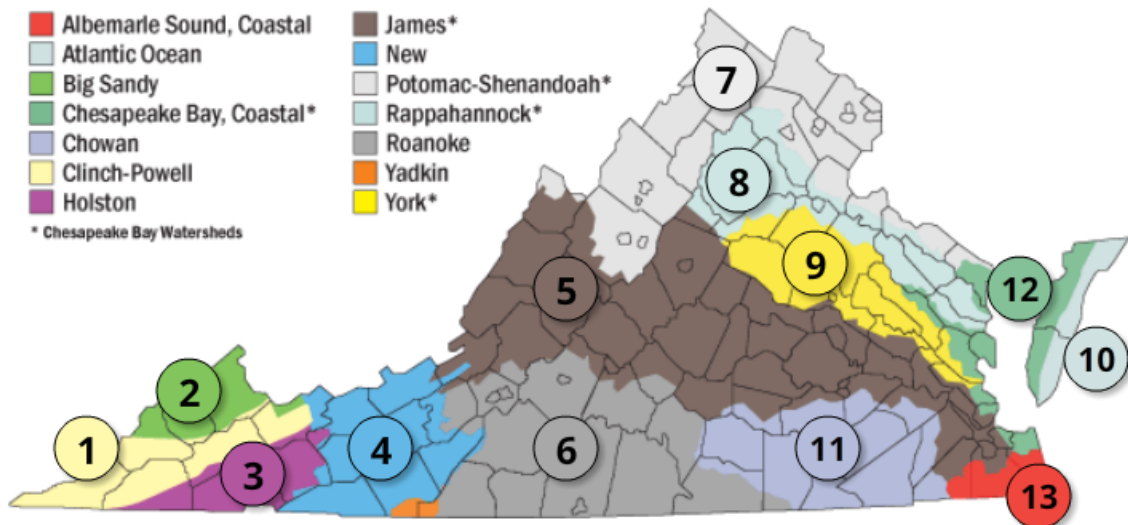 Albemarle Sound, Coastal
Atlantic Ocean
Big Sandy
Chesapeake Bay, Coastal*
Chowan
Clinch-Powell
Holston
* Chesapeake Bay Watersheds
James*
New
Potomac-Shenandoah*
Rappahannock*
Roanoke
Yadkin
York*
7
8
9
5
12
10
2
1
3
4
6
11
13